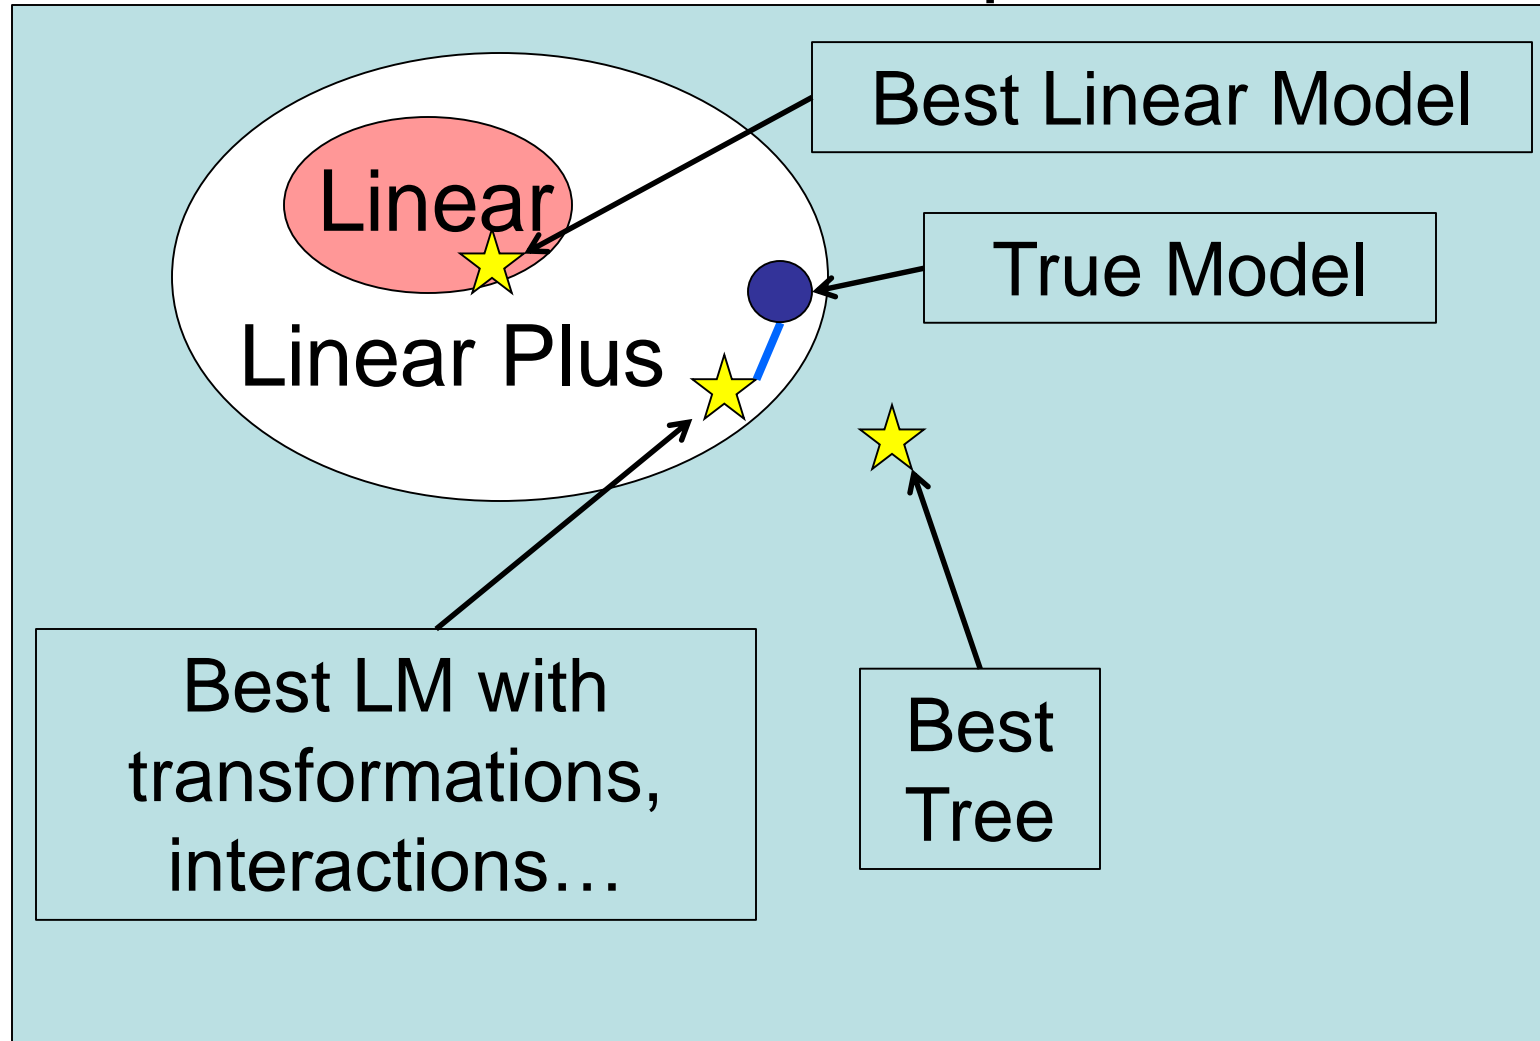 Best Linear Model
Linear
True Model
Linear Plus
Best LM with
transformations,
interactions…
Best
Tree